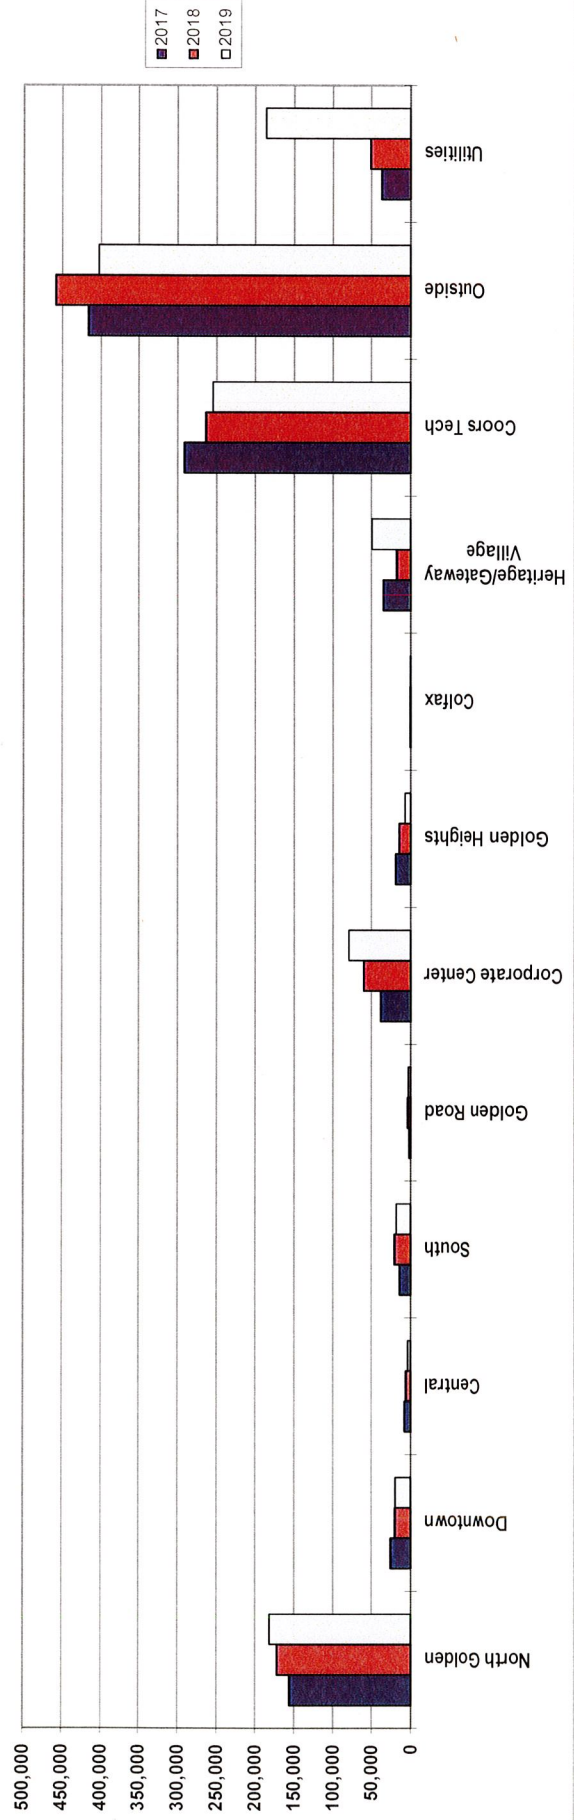 2017
2018
2019
500,000
450,000
400,000
350,000
300,000
250,000
200,000
150,000
100,000
50,000
0
North Golden
Downtown
Central
South
Golden Road
Corporate Center
Golden Heights
Colfax
Heritage/Gateway
Village
Coors Tech
Outside
Utilities